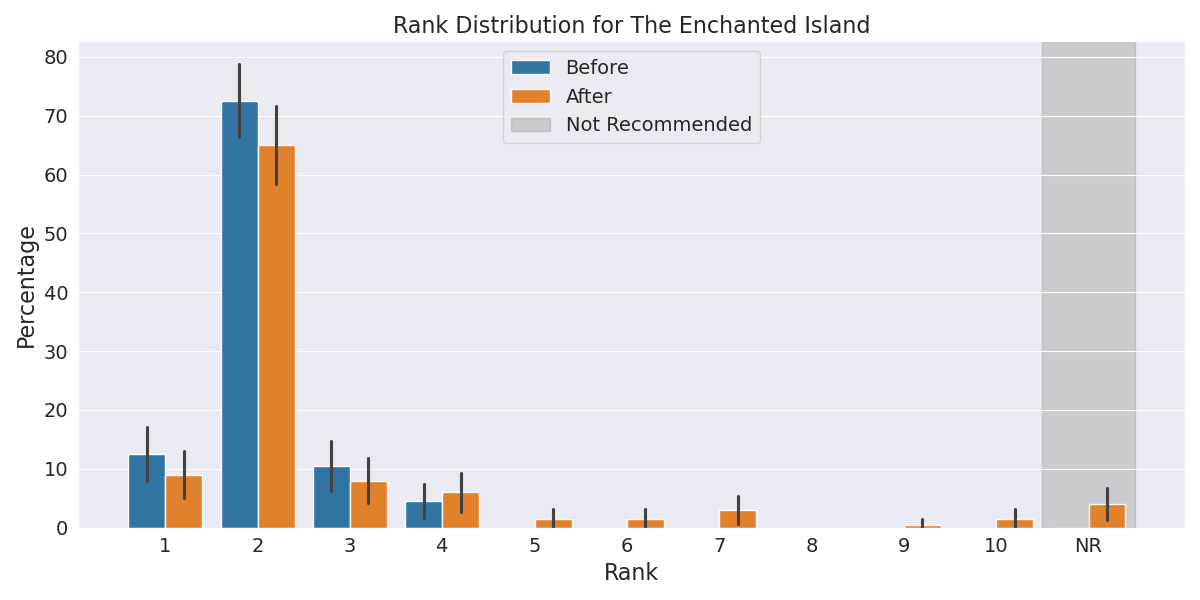 Rank Distribution for The Enchanted Island
Before
After
Not Recommended
Percentage
80
70
60
50
40
30
20
10
0
1 2 3 4 5 6 7 8 9 10 NR
Rank